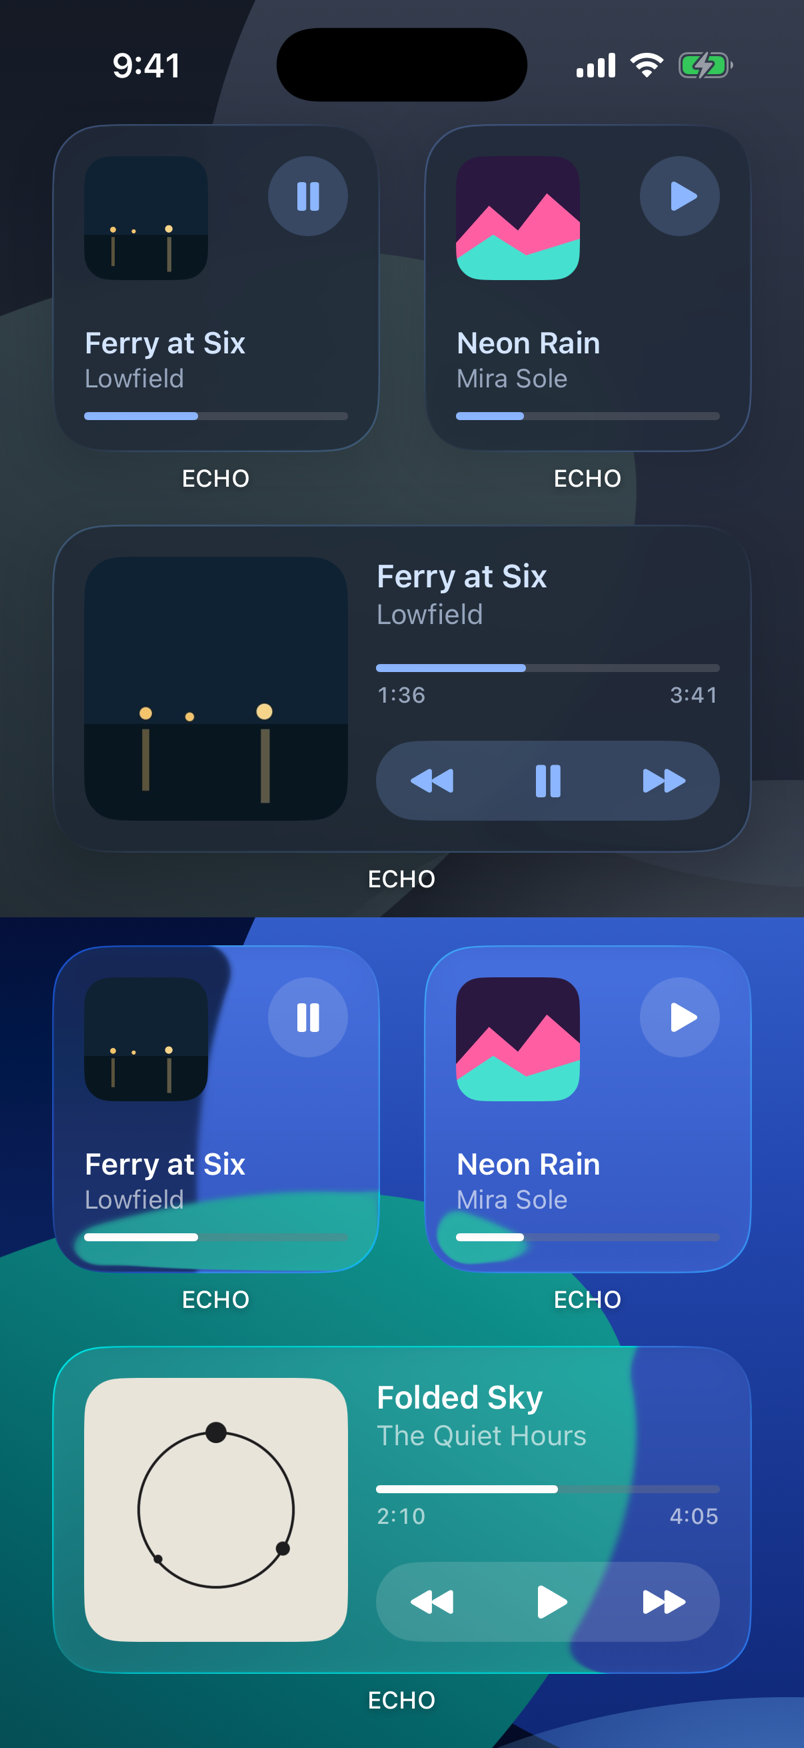 9:41
Ferry at Six
Lowfield
Neon Rain
Mira Sole
ECHO
ECHO
Ferry at Six
Lowfield
1:36
3:41
ECHO
Ferry at Six
Lowfield
Neon Rain
Mira Sole
ECHO
ECHO
Folded Sky
The Quiet Hours
2:10
4:05
ECHO